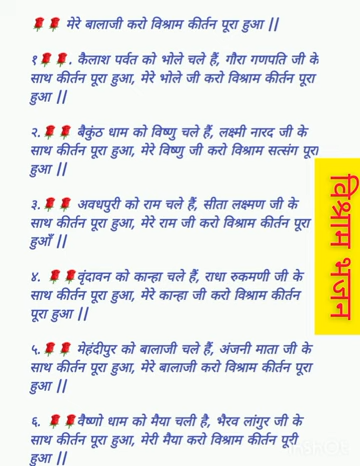 🌹🌹 मेरे बालाजी करो विश्राम कीर्तन पूरा हुआ ||
१🌹🌹. कैलाश पर्वत को भोले चले हैं, गौरा गणपति जी के
साथ कीर्तन पूरा हुआ, मेरे भोले जी करो विश्राम कीर्तन पूरा
हुआ ||
२.🌹🌹 बैकुंठ धाम को विष्णु चले हैं, लक्ष्मी नारद जी के
साथ कीर्तन पूरा हुआ, मेरे विष्णु जी करो विश्राम सत्संग पूरा
हुआ ||
३.🌹🌹 अवधपुरी को राम चले हैं, सीता लक्ष्मण जी के
साथ कीर्तन पूरा हुआ, मेरे राम जी करो विश्राम कीर्तन पूरा
हुआँ ||
४. 🌹🌹वृंदावन को कान्हा चले हैं, राधा रुकमणी जी के
साथ कीर्तन पूरा हुआ, मेरे कान्हा जी करो विश्राम कीर्तन
पूरा हुआ ||
५.🌹🌹 मेहंदीपुर को बालाजी चले हैं, अंजनी माता जी के
साथ कीर्तन पूरा हुआ, मेरे बालाजी करो विश्राम कीर्तन पूरा
हुआ ||
६. 🌹🌹वैष्णो धाम को मैया चली है, भैरव लांगुर जी के
साथ कीर्तन पूरा हुआ, मेरी मैया करो विश्राम कीर्तन पूरी
हुआ ||
विश्राम भजन